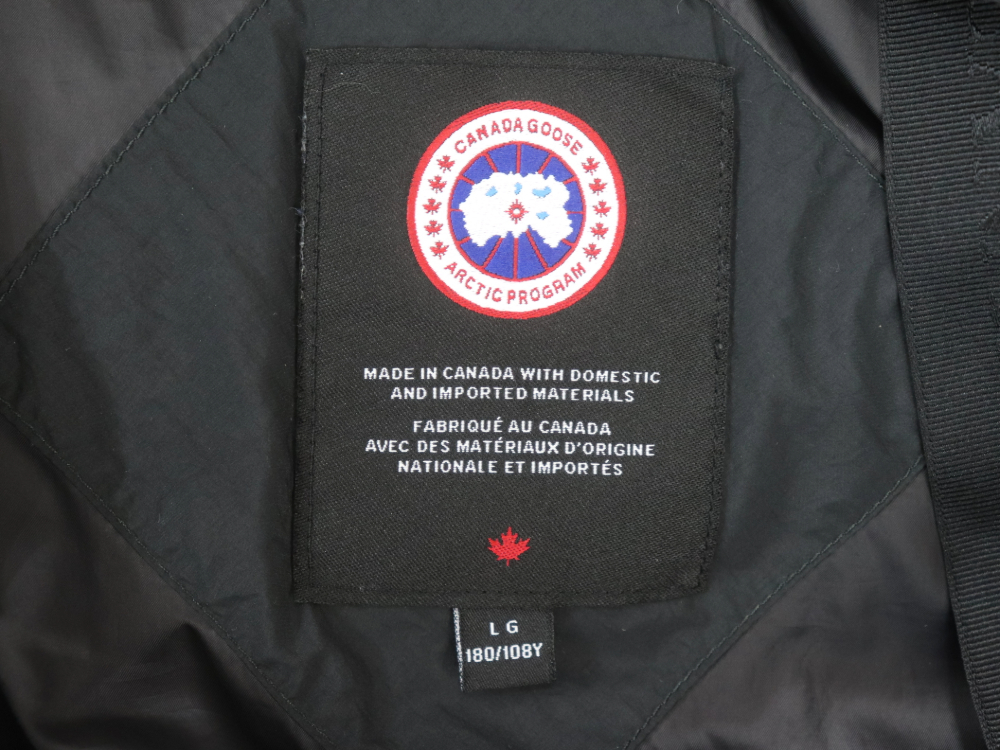 CANADA GOOSE
ARCTIC PROGRAM
MADE IN CANADA WITH DOMESTIC
AND IMPORTED MATERIALS
FABRIQUÉ AU CANADA
AVEC DES MATÉRIAUX D'ORIGINE
NATIONALE ET IMPORTÉS
L G
180/108Y